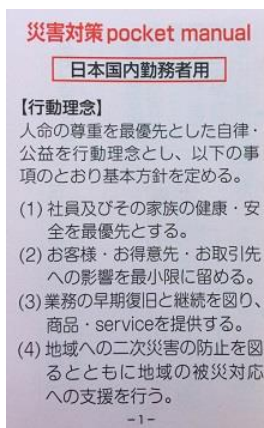 災害対策pocket manual
日本国内勤務者用
【行動理念】
人命の尊重を最優先とした自律・
公益を行動理念とし、以下の事
項のとおり基本方針を定める。
(1) 社員及びその家族の健康・安
全を最優先とする。
(2) お客様・お得意先・お取引先
への影響を最小限に留める。
(3) 業務の早期復旧と継続を図り、
商品・serviceを提供する。
(4) 地域への二次災害の防止を図
るとともに地域の被災対応
への支援を行う。
-1-